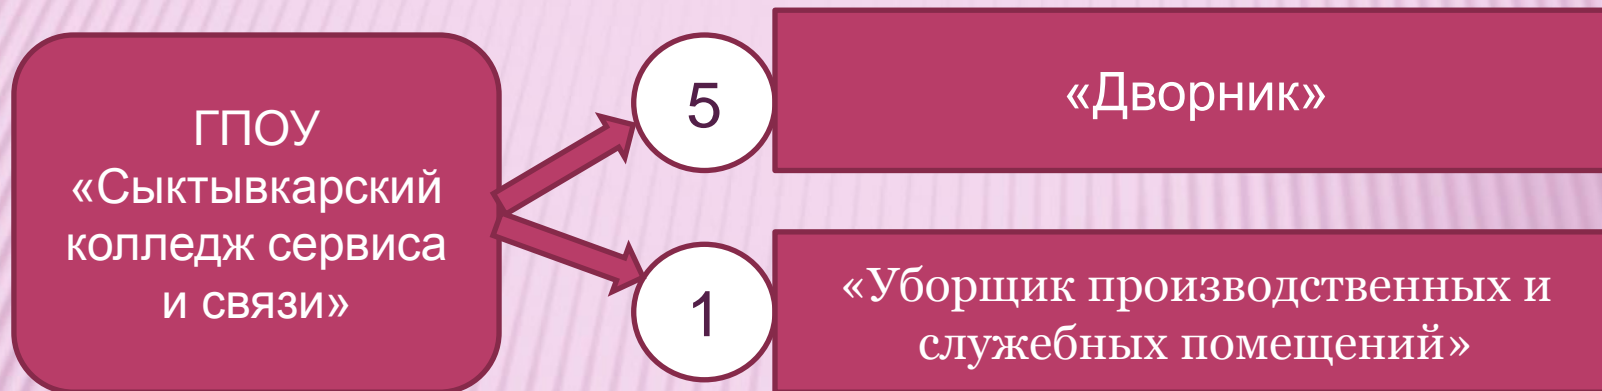 ГПОУ
«Сыктывкарский
колледж сервиса
и связи»
5
«Дворник»
1
«Уборщик производственных и
служебных помещений»